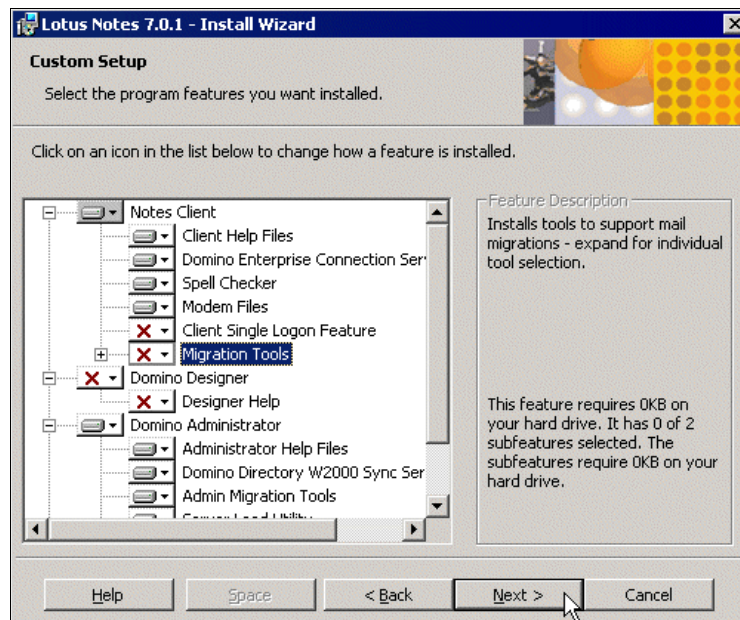 Lotus Notes 7.0.1 - Install Wizard
Custom Setup
Select the program features you want installed.
Click on an icon in the list below to change how a feature is installed.
Notes Client
Client Help Files
Domino Enterprise Connection Ser
Spell Checker
Modem Files
Client Single Logon Feature
Migration Tools
Domino Designer
Designer Help
Domino Administrator
Administrator Help Files
Domino Directory W2000 Sync Ser
Admin Migration Tools
Feature Description
Installs tools to support mail
migrations - expand for individual
tool selection.
This feature requires 0KB on
your hard drive. It has 0 of 2
subfeatures selected. The
subfeatures require 0KB on your
hard drive.
Help
Space
< Back
Next >
Cancel